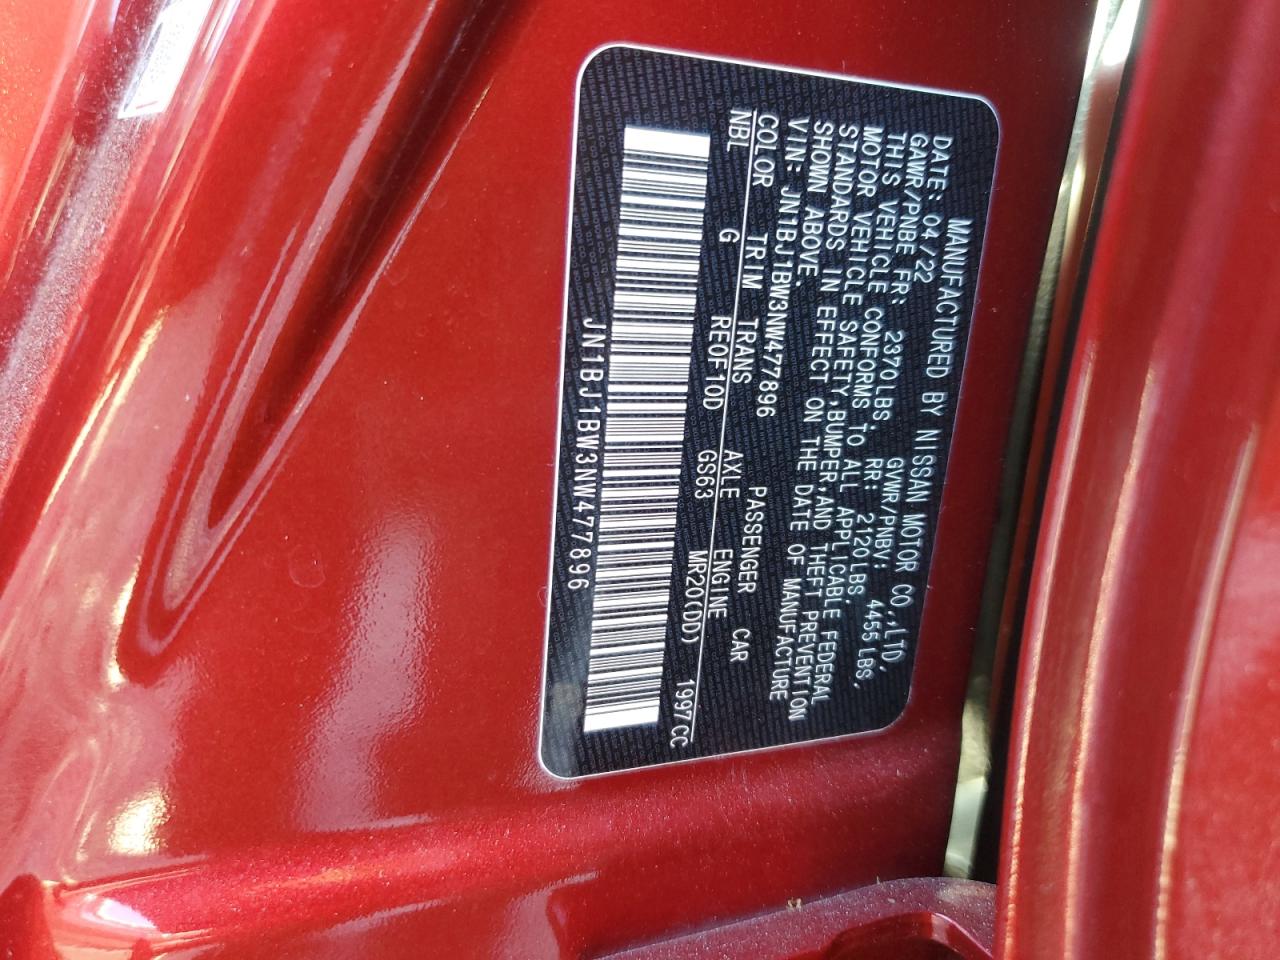 MANUFACTURED BY NISSAN MOTOR CO.,LTD.
DATE: 04/22 GVWR/PNBV: 4455LBS.
GAWR/PNBE FR: 2370LBS. RR: 2120LBS.
THIS VEHICLE CONFORMS TO ALL APPLICABLE FEDERAL
MOTOR VEHICLE SAFETY,BUMPER,AND THEFT PREVENTION
STANDARDS IN EFFECT ON THE DATE OF MANUFACTURE
SHOWN ABOVE.
VIN: JN1BJ1BW3NW477896 PASSENGER CAR
COLOR TRIM TRANS AXLE ENGINE
NBL G RE0F10D GS63 MR20(DD) 1997CC
JN1BJ1BW3NW477896